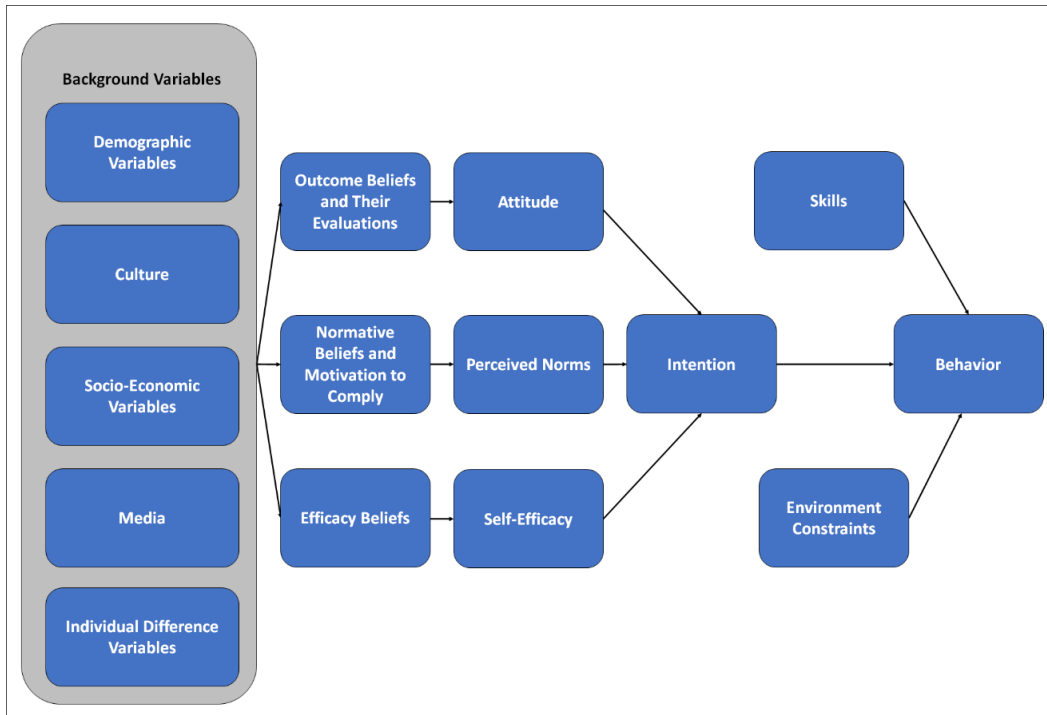 Background Variables
Demographic
Variables
Culture
Socio-Economic
Variables
Media
Individual Difference
Variables
Outcome Beliefs
and Their
Evaluations
Normative
Beliefs and
Motivation to
Comply
Efficacy Beliefs
Attitude
Perceived Norms
Self-Efficacy
Intention
Skills
Environment
Constraints
Behavior